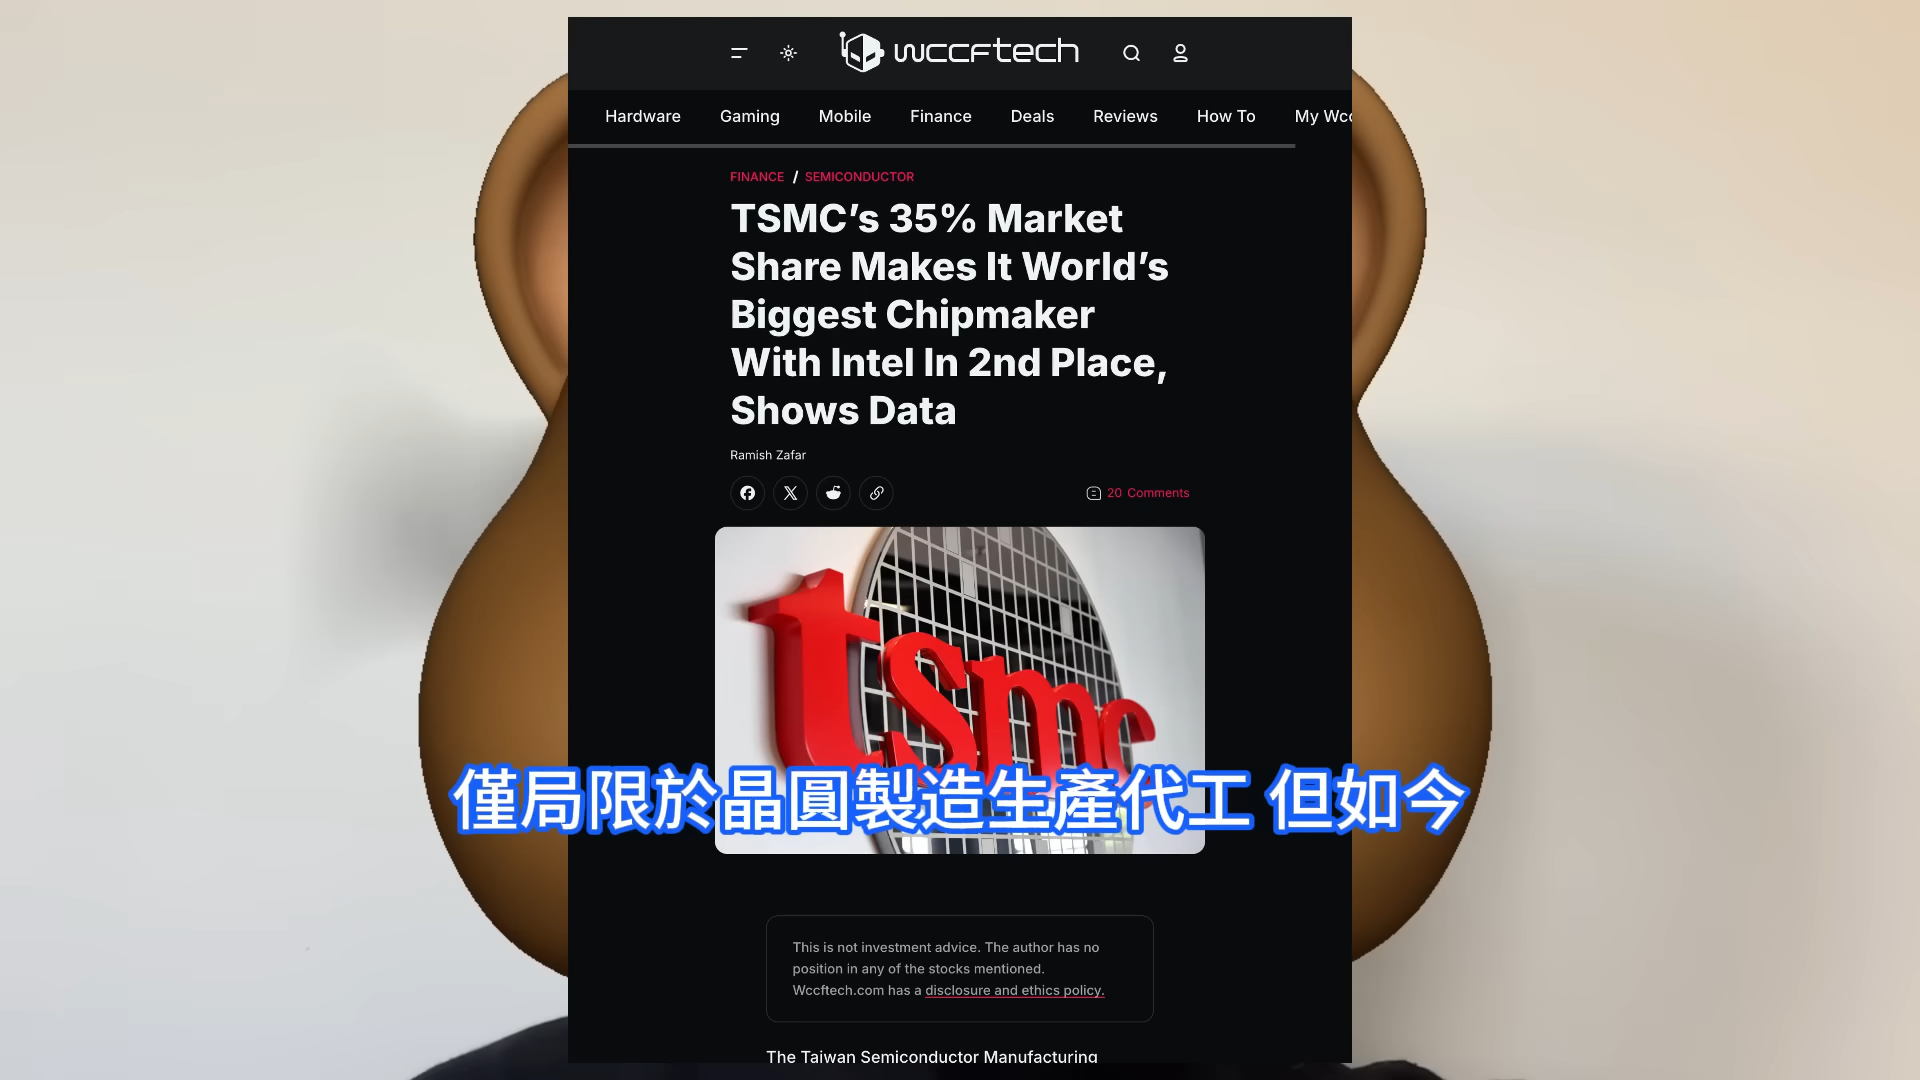 wccftech
Hardware Gaming Mobile Finance Deals Reviews How To My Wcc
FINANCE / SEMICONDUCTOR
TSMC’s 35% Market
Share Makes It World’s
Biggest Chipmaker
With Intel In 2nd Place,
Shows Data
Ramish Zafar
20 Comments
tsmc
僅局限於晶圓製造生產代工 但如今
This is not investment advice. The author has no
position in any of the stocks mentioned.
Wccftech.com has a disclosure and ethics policy.
The Taiwan Semiconductor Manufacturing